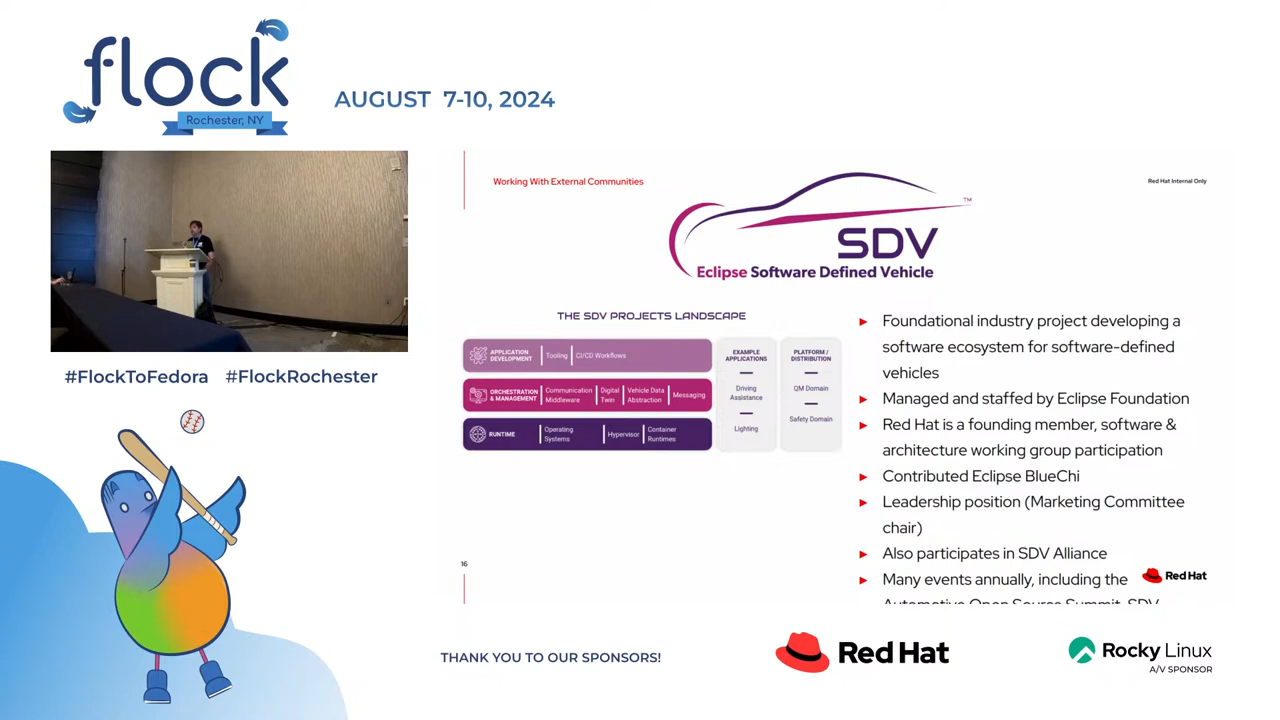 flock
Rochester, NY
AUGUST 7-10, 2024
#FlockToFedora #FlockRochester
Working With External Communities
Red Hat Internal Only
SDV
TM
Eclipse Software Defined Vehicle
THE SDV PROJECTS LANDSCAPE
APPLICATION
DEVELOPMENT
Tooling
CI/CD Workflows
ORCHESTRATION
& MANAGEMENT
Communication
Middleware
Digital
Twin
Vehicle Data
Abstraction
Messaging
RUNTIME
Operating
Systems
Hypervisor
Container
Runtimes
EXAMPLE
APPLICATIONS
Driving
Assistance
Lighting
PLATFORM /
DISTRIBUTION
QM Domain
Safety Domain
► Foundational industry project developing a
software ecosystem for software-defined
vehicles
► Managed and staffed by Eclipse Foundation
► Red Hat is a founding member, software &
architecture working group participation
► Contributed Eclipse BlueChi
► Leadership position (Marketing Committee
chair)
► Also participates in SDV Alliance
► Many events annually, including the
Automotive Open Source Summit, SDV
16
Red Hat
THANK YOU TO OUR SPONSORS!
Red Hat
Rocky Linux
A/V SPONSOR